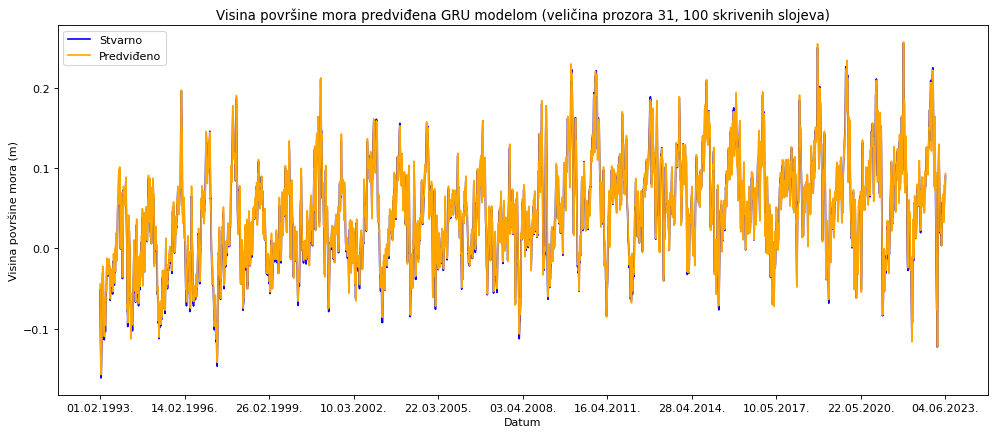 Visina površine mora predviđena GRU modelom (veličina prozora 31, 100 skrivenih slojeva)
Stvarno
Predviđeno
Visina površine mora (m)
0.2
0.1
0.0
−0.1
01.02.1993. 14.02.1996. 26.02.1999. 10.03.2002. 22.03.2005. 03.04.2008. 16.04.2011. 28.04.2014. 10.05.2017. 22.05.2020. 04.06.2023.
Datum